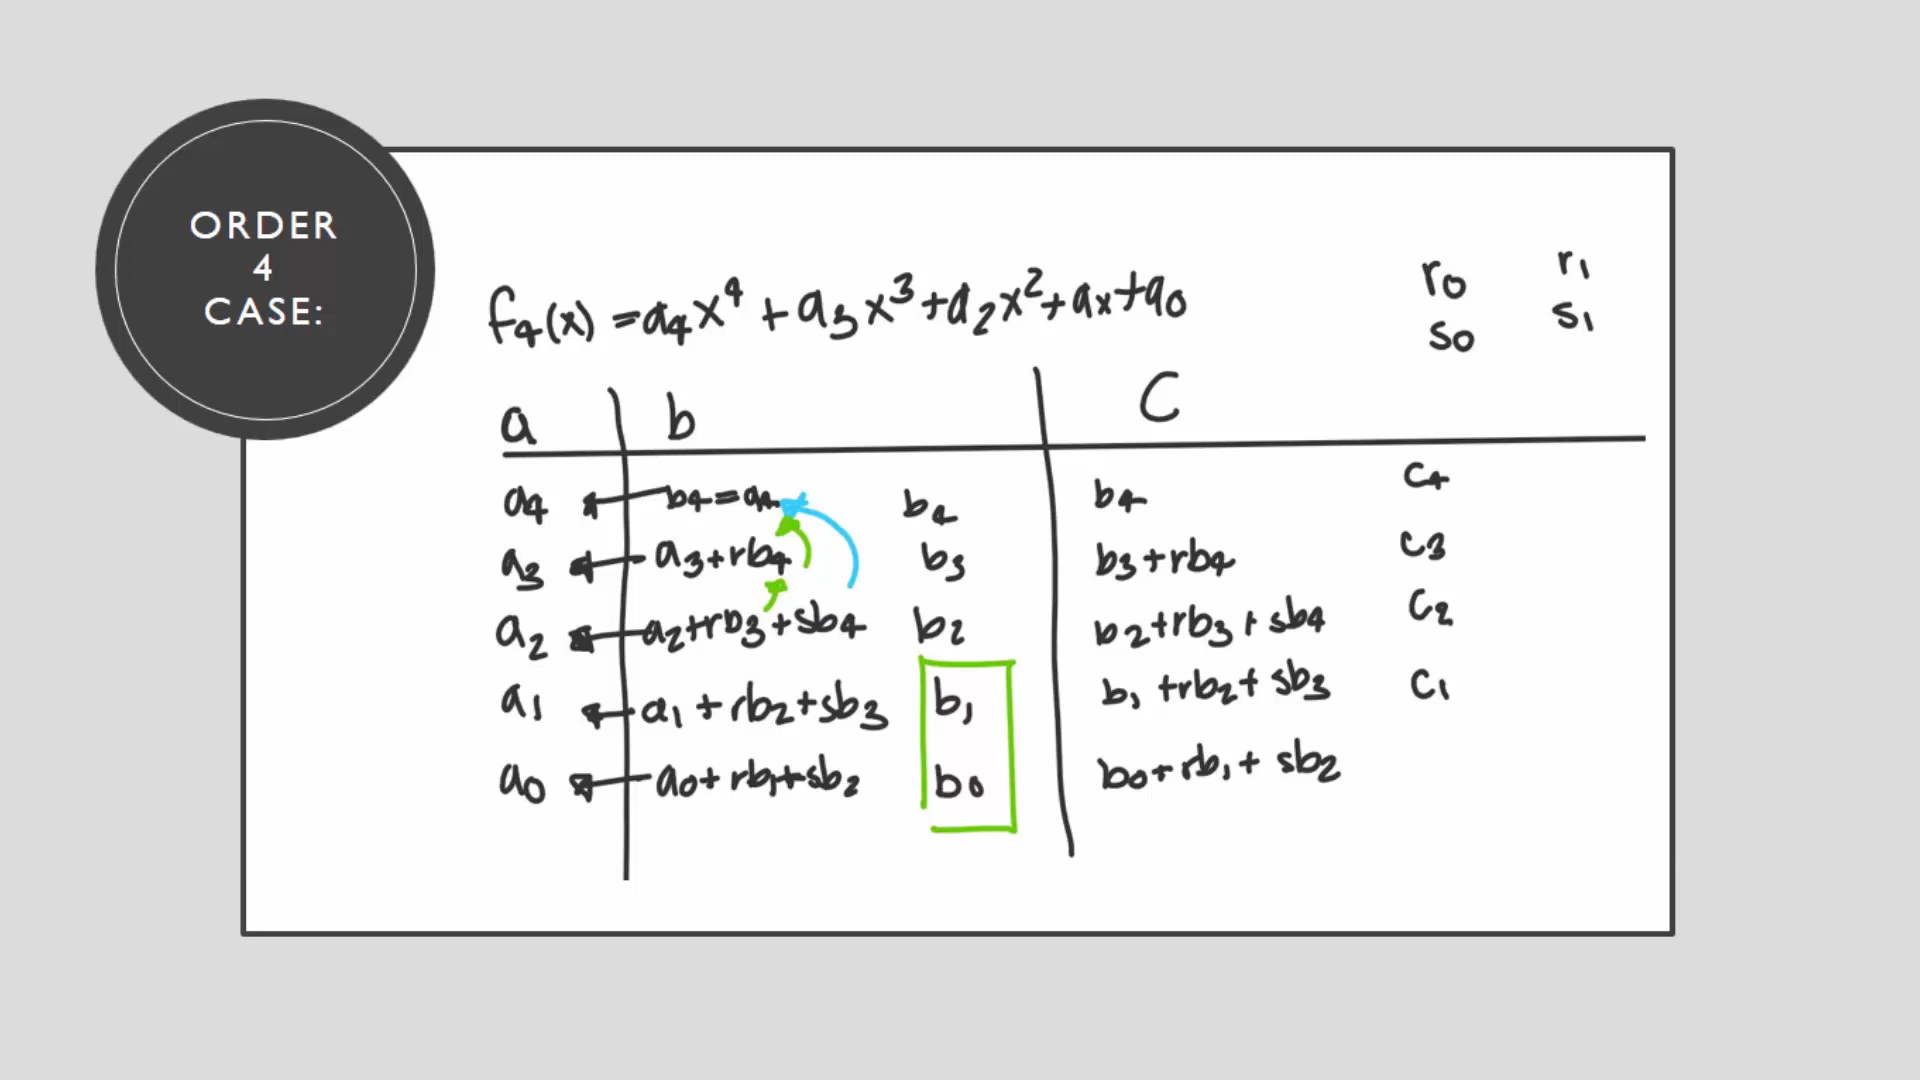 ORDER
4
CASE:
f₄(x) = a₄x⁴ + a₃x³ + a₂x² + ax + a₀
r₀ r₁
s₀ s₁
a b C
a₄ b₄=a₄ b₄ b₄ c₄
a₃ a₃+rb₄ b₃ b₃+rb₄ c₃
a₂ a₂+rb₃+sb₄ b₂ b₂+rb₃+sb₄ c₂
a₁ a₁+rb₂+sb₃ b₁ b₁+rb₂+sb₃ c₁
a₀ a₀+rb₁+sb₂ b₀ b₀+rb₁+sb₂